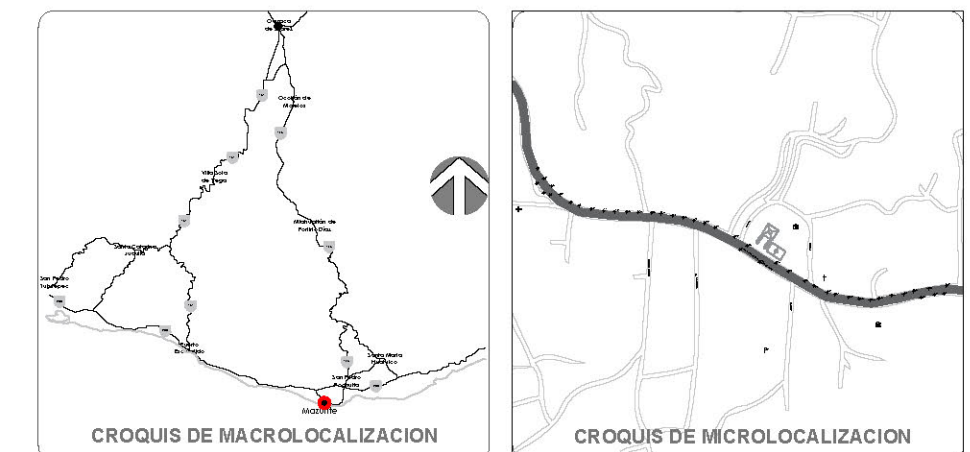 Oaxaca
de Juárez
Ocotlán de
Morelos
Villa Sola
de Vega
Miahuatlán de
Porfirio Díaz
Santa Catarina
Juquila
San Pedro
Tututepec
Puerto
Escondido
Santa María
Huatulco
San Pedro
Pochutla
Mazunte
CROQUIS DE MACROLOCALIZACION
CROQUIS DE MICROLOCALIZACION